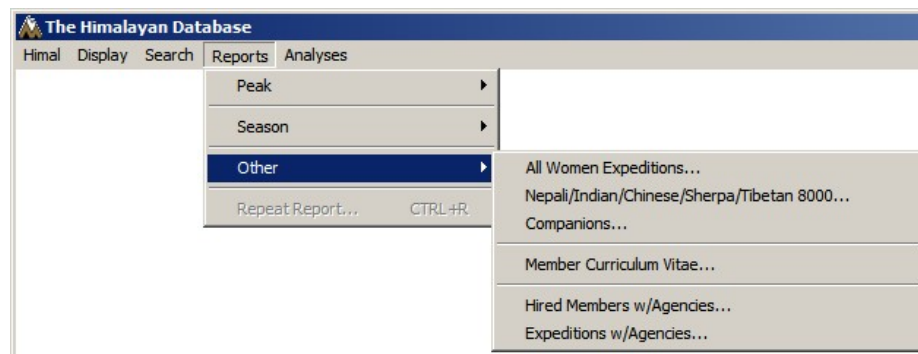 The Himalayan Database
Himal Display Search Reports Analyses
Peak
Season
Other
Repeat Report... CTRL+R
All Women Expeditions...
Nepali/Indian/Chinese/Sherpa/Tibetan 8000...
Companions...
Member Curriculum Vitae...
Hired Members w/Agencies...
Expeditions w/Agencies...